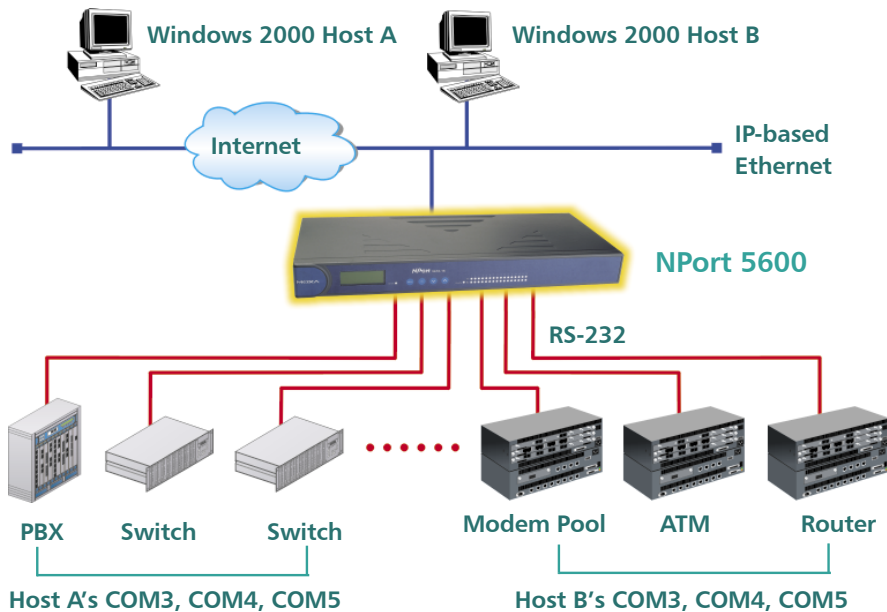 Windows 2000 Host A
Windows 2000 Host B
Internet
IP-based
Ethernet
NPort 5600
RS-232
PBX
Switch
Switch
Modem Pool
ATM
Router
Host A's COM3, COM4, COM5
Host B's COM3, COM4, COM5